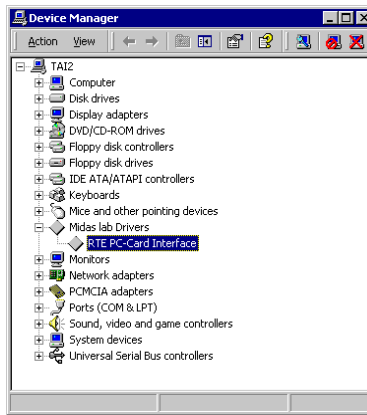 Device Manager
Action View
TAI2
Computer
Disk drives
Display adapters
DVD/CD-ROM drives
Floppy disk controllers
Floppy disk drives
IDE ATA/ATAPI controllers
Keyboards
Mice and other pointing devices
Midas lab Drivers
RTE PC-Card Interface
Monitors
Network adapters
PCMCIA adapters
Ports (COM & LPT)
Sound, video and game controllers
System devices
Universal Serial Bus controllers